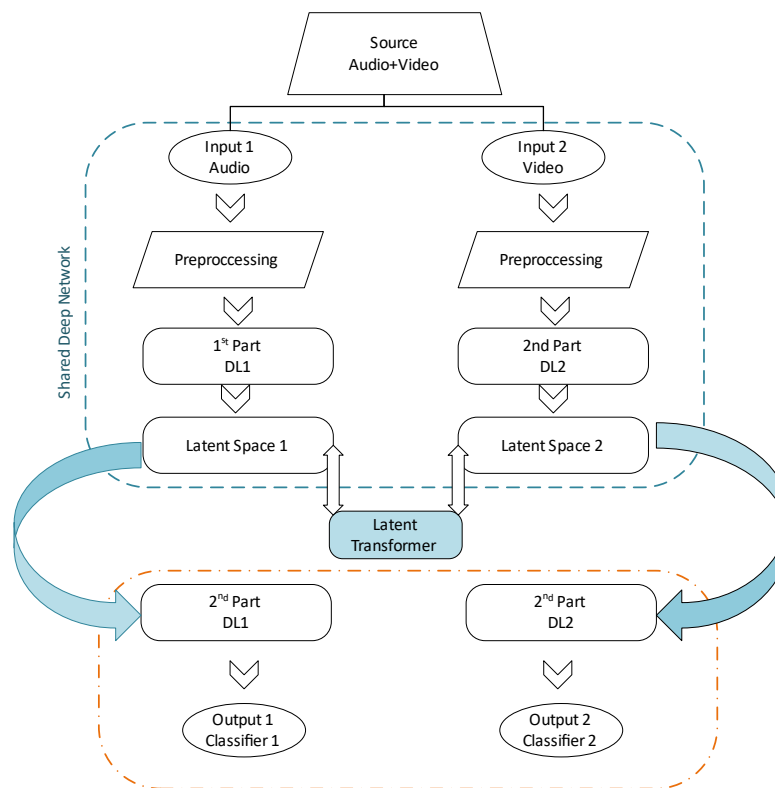 Source
Audio+Video
Input 1
Audio
Input 2
Video
Preproccessing
Preproccessing
Shared Deep Network
1st Part
DL1
2nd Part
DL2
Latent Space 1
Latent Space 2
Latent
Transformer
2nd Part
DL1
2nd Part
DL2
Output 1
Classifier 1
Output 2
Classifier 2